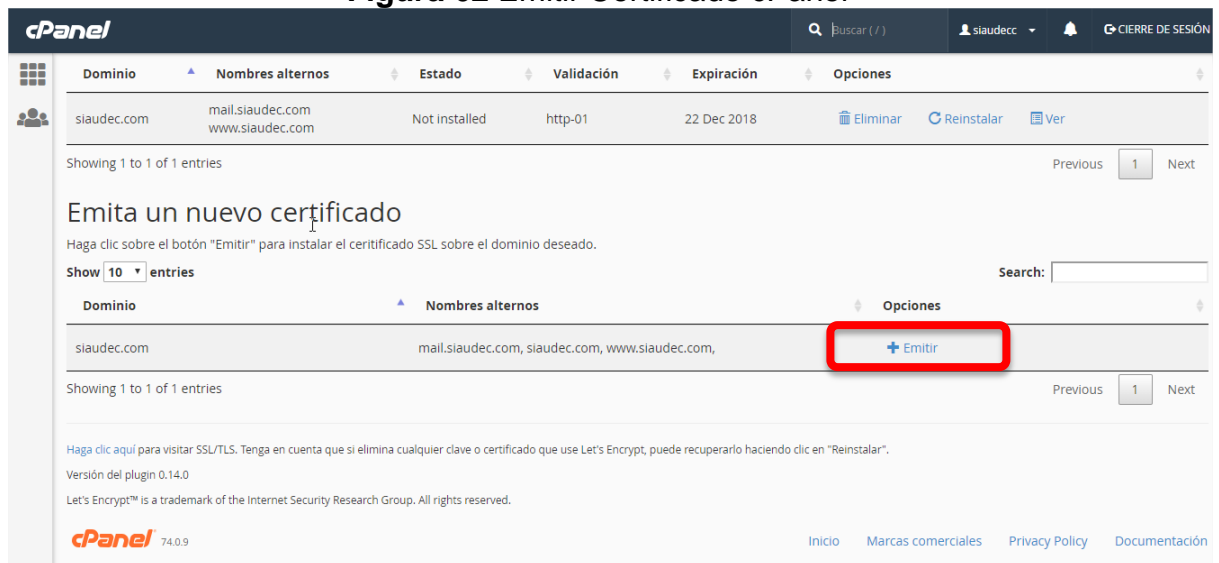 Figura 32 Emitir Certificado cPanel
cPanel
Buscar ( / )
siaudecc
CIERRE DE SESIÓN
Dominio Nombres alternos Estado Validación Expiración Opciones
siaudec.com mail.siaudec.com Not installed http-01 22 Dec 2018 Eliminar Reinstalar Ver
www.siaudec.com
Showing 1 to 1 of 1 entries Previous 1 Next
Emita un nuevo certificado
Haga clic sobre el botón "Emitir" para instalar el ceritificado SSL sobre el dominio deseado.
Show 10 entries Search:
Dominio Nombres alternos Opciones
siaudec.com mail.siaudec.com, siaudec.com, www.siaudec.com, Emitir
Showing 1 to 1 of 1 entries Previous 1 Next
Haga clic aquí para visitar SSL/TLS. Tenga en cuenta que si elimina cualquier clave o certificado que use Let's Encrypt, puede recuperarlo haciendo clic en "Reinstalar".
Versión del plugin 0.14.0
Let's Encrypt™ is a trademark of the Internet Security Research Group. All rights reserved.
cPanel 74.0.9 Inicio Marcas comerciales Privacy Policy Documentación